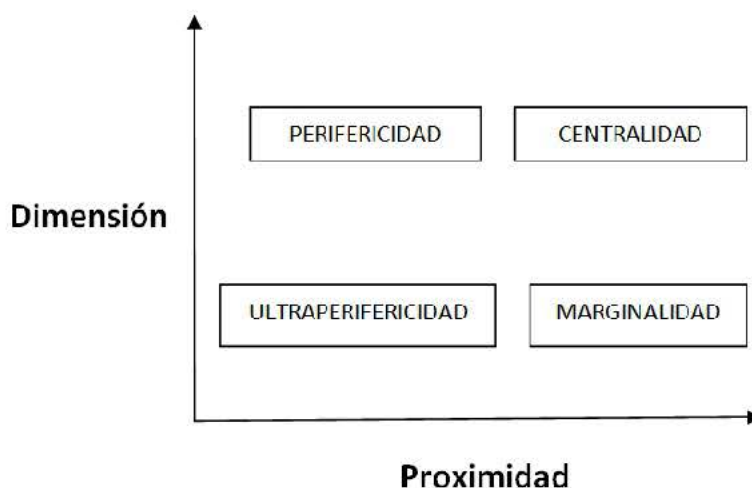 PERIFERICIDAD
CENTRALIDAD
Dimensión
ULTRAPERIFERICIDAD
MARGINALIDAD
Proximidad